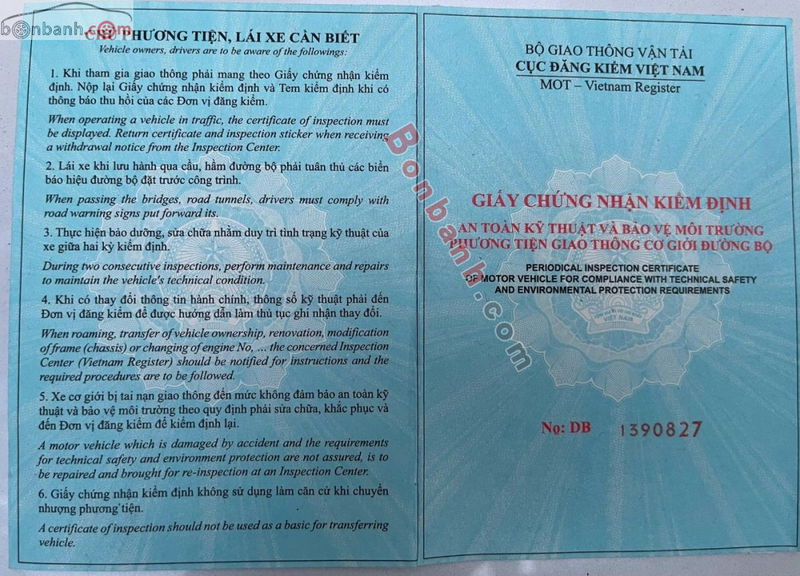 bonbanh.com
CHỦ PHƯƠNG TIỆN, LÁI XE CẦN BIẾT
Vehicle owners, drivers are to be aware of the followings:
1. Khi tham gia giao thông phải mang theo Giấy chứng nhận kiểm
định. Nộp lại Giấy chứng nhận kiểm định và Tem kiểm định khi có
thông báo thu hồi của các Đơn vị đăng kiểm.
When operating a vehicle in traffic, the certificate of inspection must
be displayed. Return certificate and inspection sticker when receiving
a withdrawal notice from the Inspection Center.
2. Lái xe khi lưu hành qua cầu, hầm đường bộ phải tuân thủ các biển
báo hiệu đường bộ đặt trước công trình.
When passing the bridges, road tunnels, drivers must comply with
road warning signs put forward its.
3. Thực hiện bảo dưỡng, sửa chữa nhằm duy trì tình trạng kỹ thuật của
xe giữa hai kỳ kiểm định.
During two consecutive inspections, perform maintenance and repairs
to maintain the vehicle's technical condition.
4. Khi có thay đổi thông tin hành chính, thông số kỹ thuật phải đến
Đơn vị đăng kiểm để được hướng dẫn làm thủ tục ghi nhận thay đổi.
When roaming, transfer of vehicle ownership, renovation, modification
of frame (chassis) or changing of engine No, ... the concerned Inspection
Center (Vietnam Register) should be notified for instructions and the
required procedures are to be followed.
5. Xe cơ giới bị tai nạn giao thông đến mức không đảm bảo an toàn kỹ
thuật và bảo vệ môi trường theo quy định phải sửa chữa, khắc phục và
đến Đơn vị đăng kiểm để kiểm định lại.
A motor vehicle which is damaged by accident and the requirements
for technical safety and environment protection are not assured, is to
be repaired and brought for re-inspection at an Inspection Center.
6. Giấy chứng nhận kiểm định không sử dụng làm căn cứ khi chuyển
nhượng phương tiện.
A certificate of inspection should not be used as a basic for transferring
vehicle.
BỘ GIAO THÔNG VẬN TẢI
CỤC ĐĂNG KIỂM VIỆT NAM
MOT – Vietnam Register
GIẤY CHỨNG NHẬN KIỂM ĐỊNH
AN TOÀN KỸ THUẬT VÀ BẢO VỆ MÔI TRƯỜNG
PHƯƠNG TIỆN GIAO THÔNG CƠ GIỚI ĐƯỜNG BỘ
PERIODICAL INSPECTION CERTIFICATE
OF MOTOR VEHICLE FOR COMPLIANCE WITH TECHNICAL SAFETY
AND ENVIRONMENTAL PROTECTION REQUIREMENTS
VIỆT NAM
No: DB 1390827
Bonbanh.com